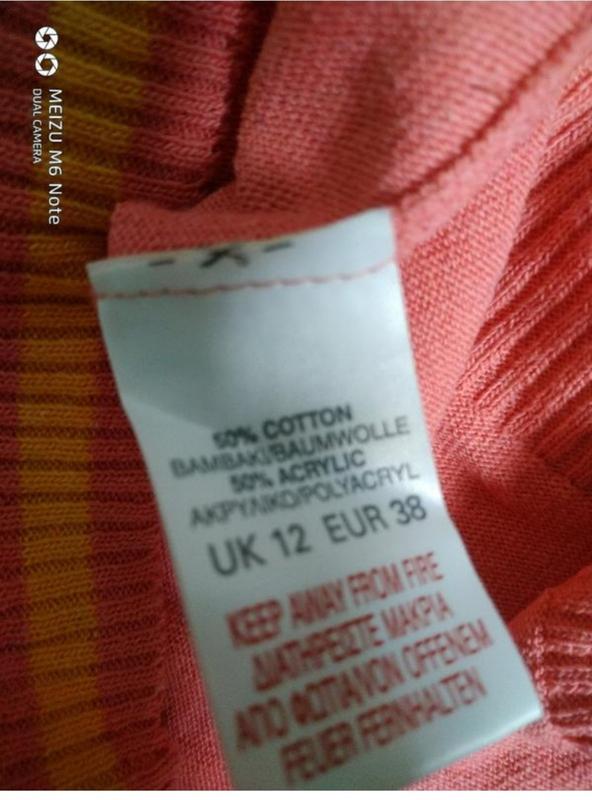 50% COTTON
ΒΑΜΒΑΚΙ/BAUMWOLLE
50% ACRYLIC
ΑΚΡΥΛΙΚΟ/POLYACRYL
UK 12 EUR 38
KEEP AWAY FROM FIRE
ΔΙΑΤΗΡΕΙΣΤΕ ΜΑΚΡΙΑ
ΑΠΟ ΦΩΤΙΑ\VON OFFENEM
FEUER FERNHALTEN
MEIZU M6 Note
DUAL CAMERA